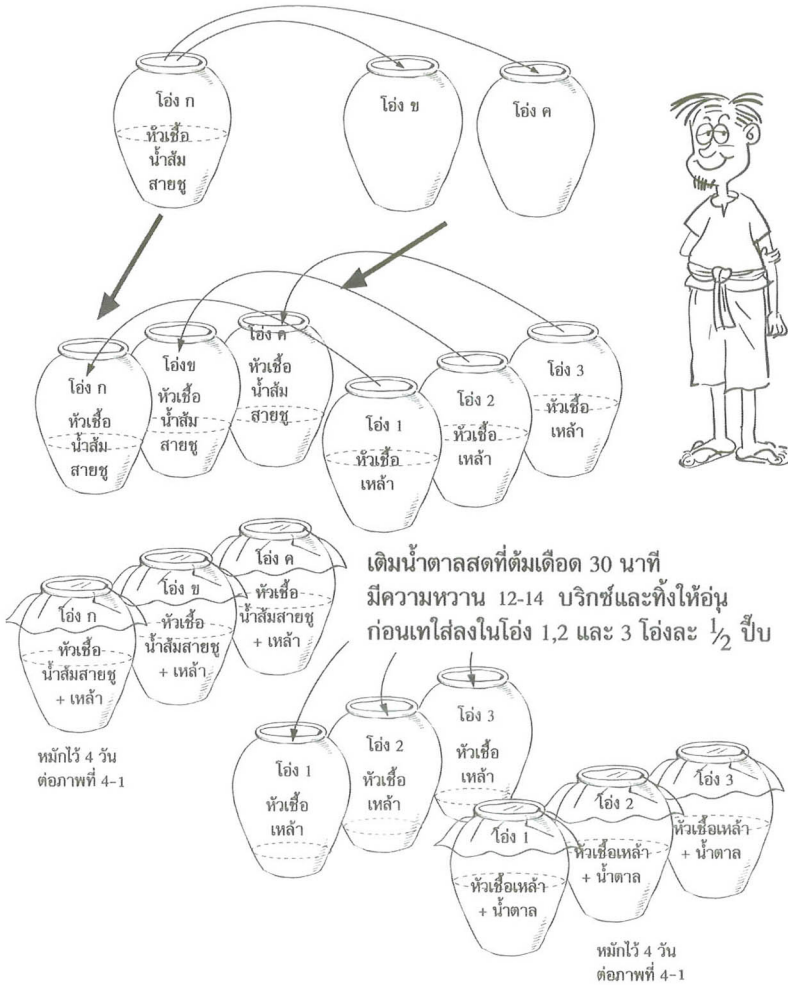 โอ่ง ก
หัวเชื้อ
น้ำส้ม
สายชู
โอ่ง ข
โอ่ง ค
โอ่ง ก
หัวเชื้อ
น้ำส้ม
สายชู
โอ่งข
หัวเชื้อ
น้ำส้ม
สายชู
โอ่ง ค
หัวเชื้อ
น้ำส้ม
สายชู
โอ่ง 1
หัวเชื้อ
เหล้า
โอ่ง 2
หัวเชื้อ
เหล้า
โอ่ง 3
หัวเชื้อ
เหล้า
โอ่ง ก
หัวเชื้อ
น้ำส้มสายชู
+ เหล้า
โอ่ง ข
หัวเชื้อ
น้ำส้มสายชู
+ เหล้า
โอ่ง ค
หัวเชื้อ
น้ำส้มสายชู
+ เหล้า
หมักไว้ 4 วัน
ต่อภาพที่ 4-1
เติมน้ำตาลสดที่ต้มเดือด 30 นาที
มีความหวาน 12-14 บริกซ์และทิ้งให้อุ่น
ก่อนเทใส่ลงในโอ่ง 1,2 และ 3 โอ่งละ ½ ปี๊บ
โอ่ง 1
หัวเชื้อ
เหล้า
โอ่ง 2
หัวเชื้อ
เหล้า
โอ่ง 3
หัวเชื้อ
เหล้า
โอ่ง 1
หัวเชื้อเหล้า
+ น้ำตาล
โอ่ง 2
หัวเชื้อเหล้า
+ น้ำตาล
โอ่ง 3
หัวเชื้อเหล้า
+ น้ำตาล
หมักไว้ 4 วัน
ต่อภาพที่ 4-1